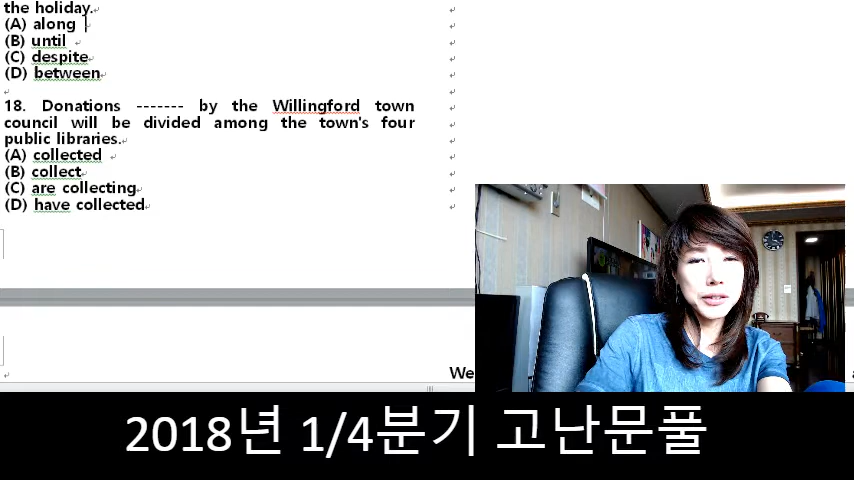 the holiday.
(A) along
(B) until
(C) despite
(D) between
18. Donations ------- by the Willingford town
council will be divided among the town's four
public libraries.
(A) collected
(B) collect
(C) are collecting
(D) have collected
We
2018년 1/4분기 고난문풀